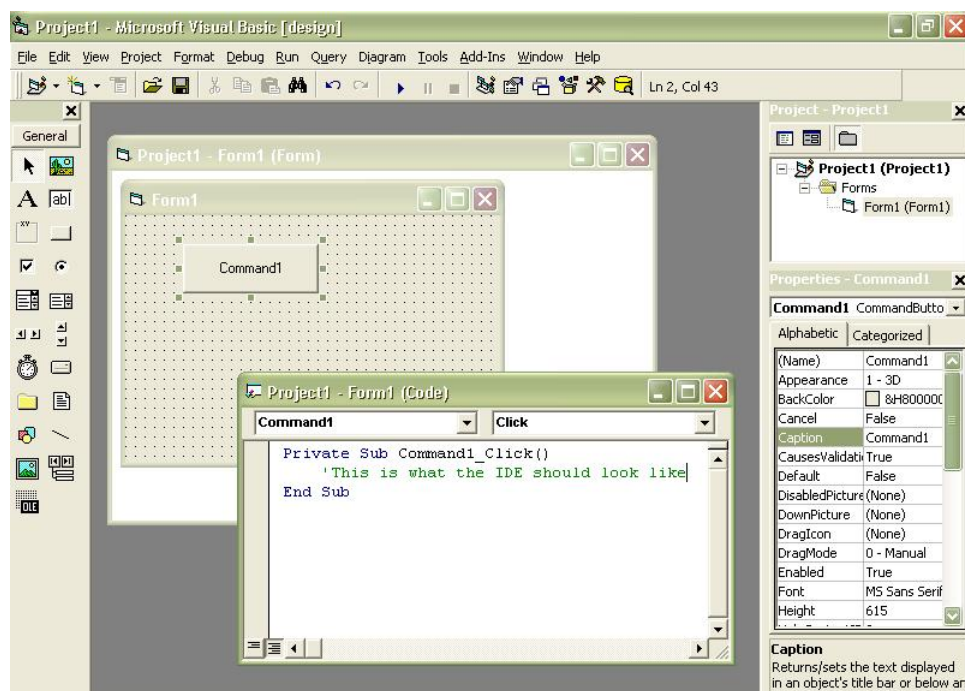 Project1 - Microsoft Visual Basic [design]
File Edit View Project Format Debug Run Query Diagram Tools Add-Ins Window Help
Ln 2, Col 43
General
A
ab
XY
OLE
Project1 - Form1 (Form)
Form1
Command1
Project1 - Form1 (Code)
Command1
Click
Private Sub Command1_Click()
'This is what the IDE should look like
End Sub
Project - Project1
Project1 (Project1)
Forms
Form1 (Form1)
Properties - Command1
Command1 CommandButto
Alphabetic Categorized
(Name) Command1
Appearance 1 - 3D
BackColor &H800000
Cancel False
Caption Command1
CausesValidati True
Default False
DisabledPicture (None)
DownPicture (None)
DragIcon (None)
DragMode 0 - Manual
Enabled True
Font MS Sans Serif
Height 615
Caption
Returns/sets the text displayed
in an object's title bar or below an